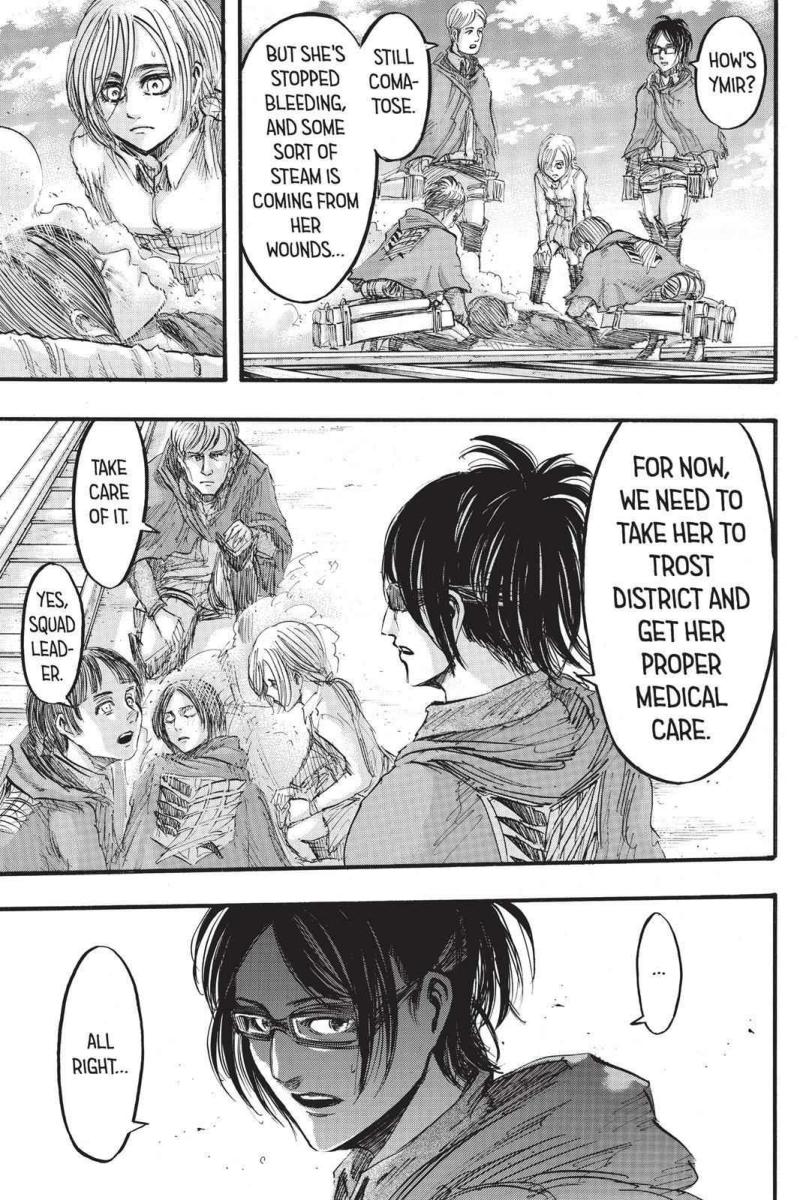 HOW'S
YMIR?
STILL
COMA-
TOSE.
BUT SHE'S
STOPPED
BLEEDING,
AND SOME
SORT OF
STEAM IS
COMING FROM
HER
WOUNDS...
FOR NOW,
WE NEED TO
TAKE HER TO
TROST
DISTRICT AND
GET HER
PROPER
MEDICAL
CARE.
TAKE
CARE
OF IT.
YES,
SQUAD
LEAD-
ER.
...
ALL
RIGHT...